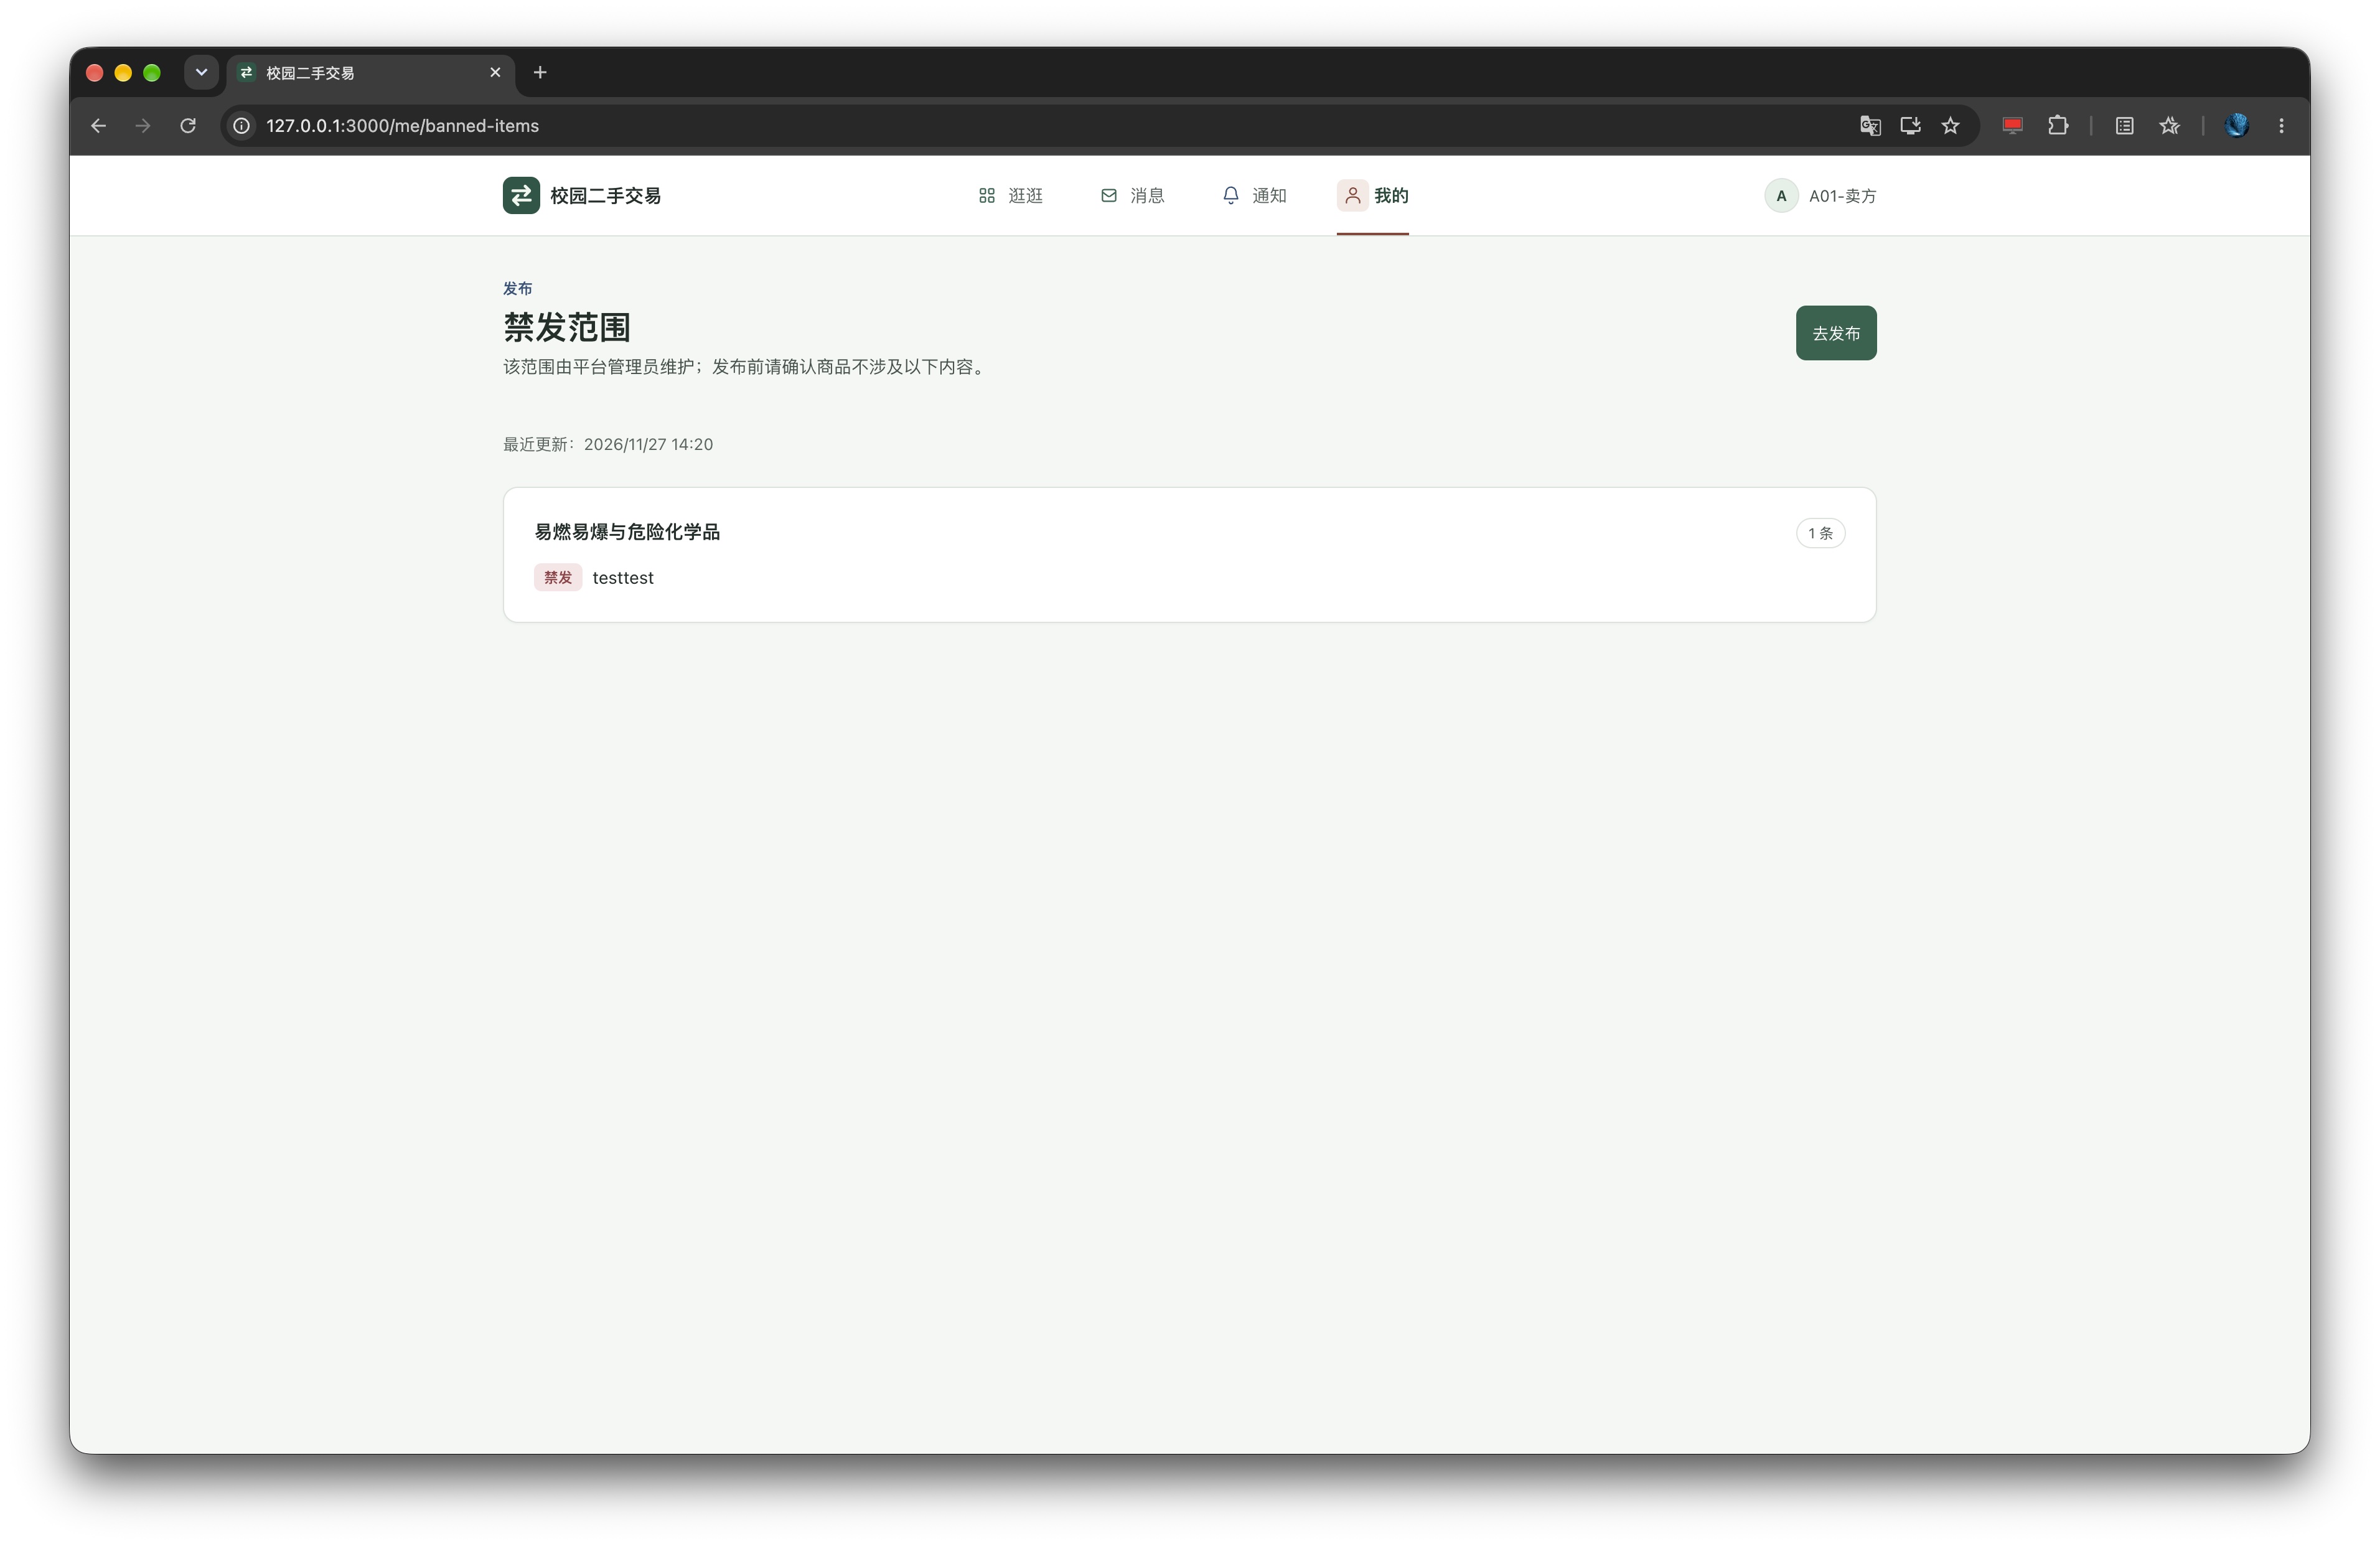 校园二手交易
127.0.0.1:3000/me/banned-items
校园二手交易
逛逛
消息
通知
我的
A
A01-卖方
发布
禁发范围
去发布
该范围由平台管理员维护；发布前请确认商品不涉及以下内容。
最近更新：2026/11/27 14:20
易燃易爆与危险化学品
1 条
禁发 testtest